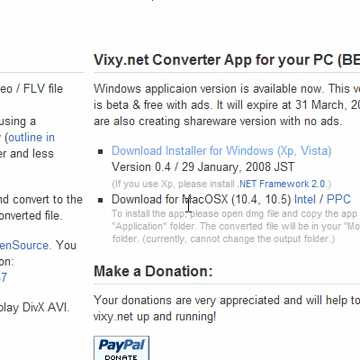 Vixy.net Converter App for your PC (BE
Windows applicaion version is available now. This ve
is beta & free with ads. It will expire at 31 March, 20
are also creating shareware version with no ads.
Download Installer for Windows (Xp, Vista)
Version 0.4 / 29 January, 2008 JST
(If you use Xp, please install .NET Framework 2.0.)
Download for MacOSX (10.4, 10.5) Intel / PPC
To install the app, please open dmg file and copy the app
"Application" folder. The converted file will be in your "Mo
folder. (currently, cannot change the output folder.)
Make a Donation:
Your donations are very appreciated and will help to
vixy.net up and running!
PayPal
DONATE
eo / FLV file
using a
(outline in
er and less
nd convert to the
onverted file.
enSource. You
on:
67
play DivX AVI.